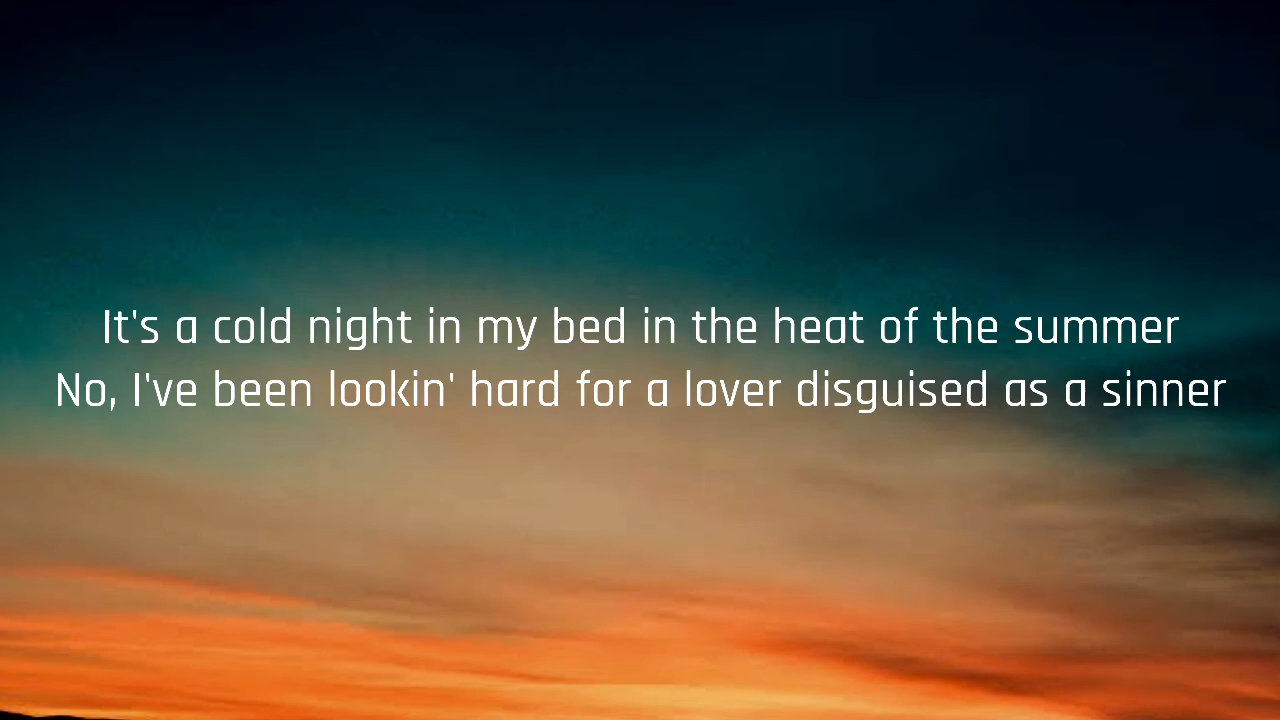 It's a cold night in my bed in the heat of the summer
No, I've been lookin' hard for a lover disguised as a sinner